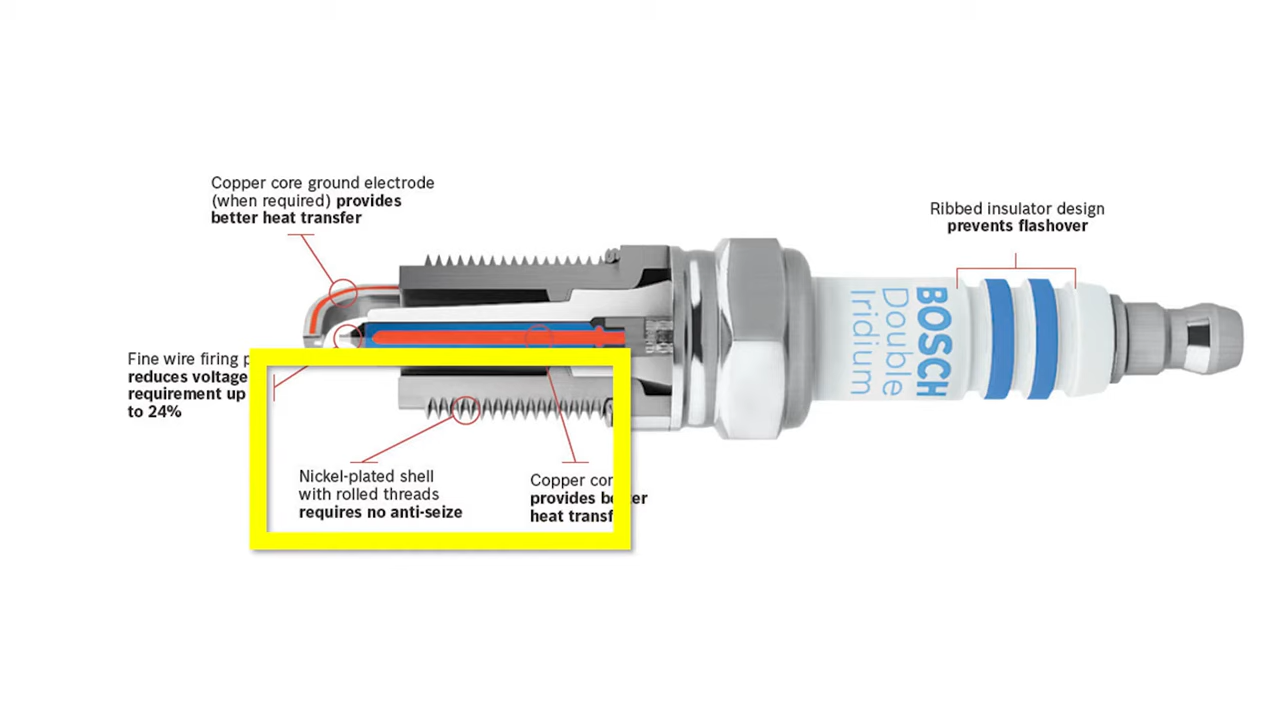 Copper core ground electrode
(when required) provides
better heat transfer
Ribbed insulator design
prevents flashover
BOSCH
Double
Iridium
Fine wire firing
reduces voltage
requirement up
to 24%
Nickel-plated shell
with rolled threads
requires no anti-seize
Copper
provides better
heat